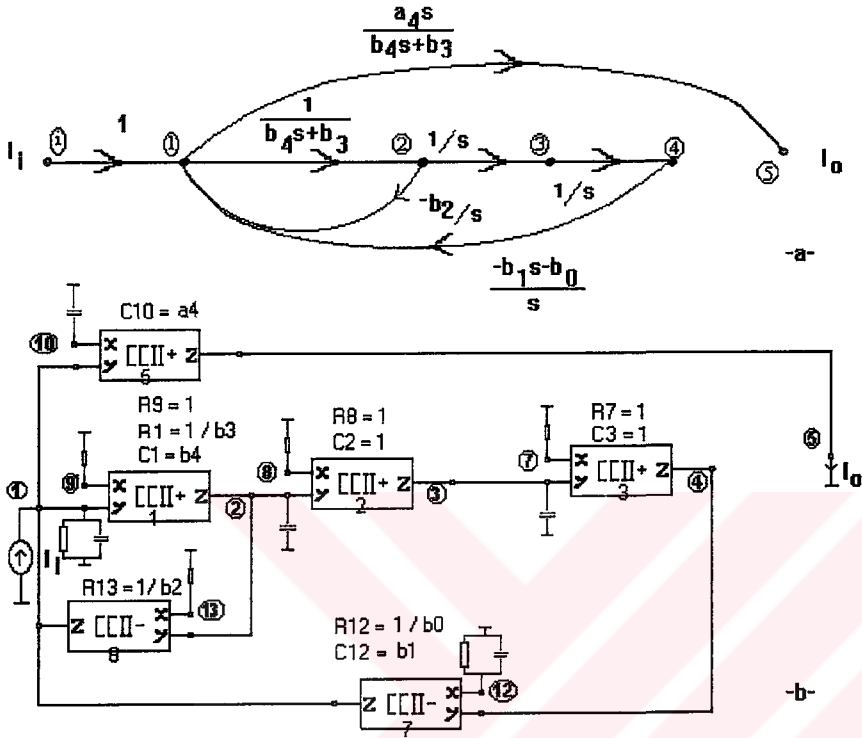 a4s
b4s+b3
1
1
b4s+b3
1/s
Ii
i
1
2
3
4
5
Io
-b2/s
1/s
-b1s-b0
s
-a-
C10 = a4
10
X
Y
CCII+
Z
6
R9 = 1
R1 = 1/b3
C1 = b4
R8 = 1
C2 = 1
R7 = 1
C3 = 1
5
Io
9
X
Y
CCII+
Z
1
2
8
X
Y
CCII+
Z
2
3
7
X
Y
CCII+
Z
3
4
1
Ii
R13 = 1/b2
Z
CCII-
X
Y
8
13
R12 = 1/b0
C12 = b1
Z
CCII-
X
Y
7
12
-b-